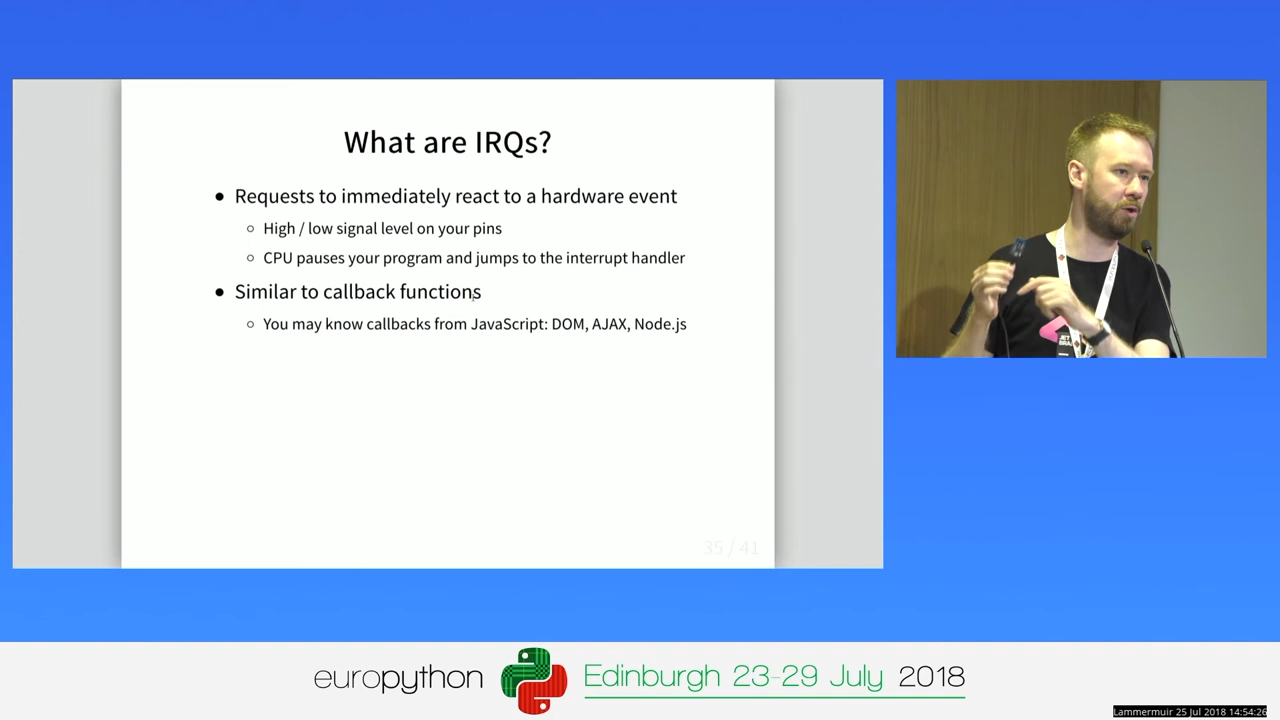 What are IRQs?
● Requests to immediately react to a hardware event
○ High / low signal level on your pins
○ CPU pauses your program and jumps to the interrupt handler
● Similar to callback functions
○ You may know callbacks from JavaScript: DOM, AJAX, Node.js
35 / 41
JET
BRAINS
europython Edinburgh 23-29 July 2018
Lammermuir 25 Jul 2018 14:54:26